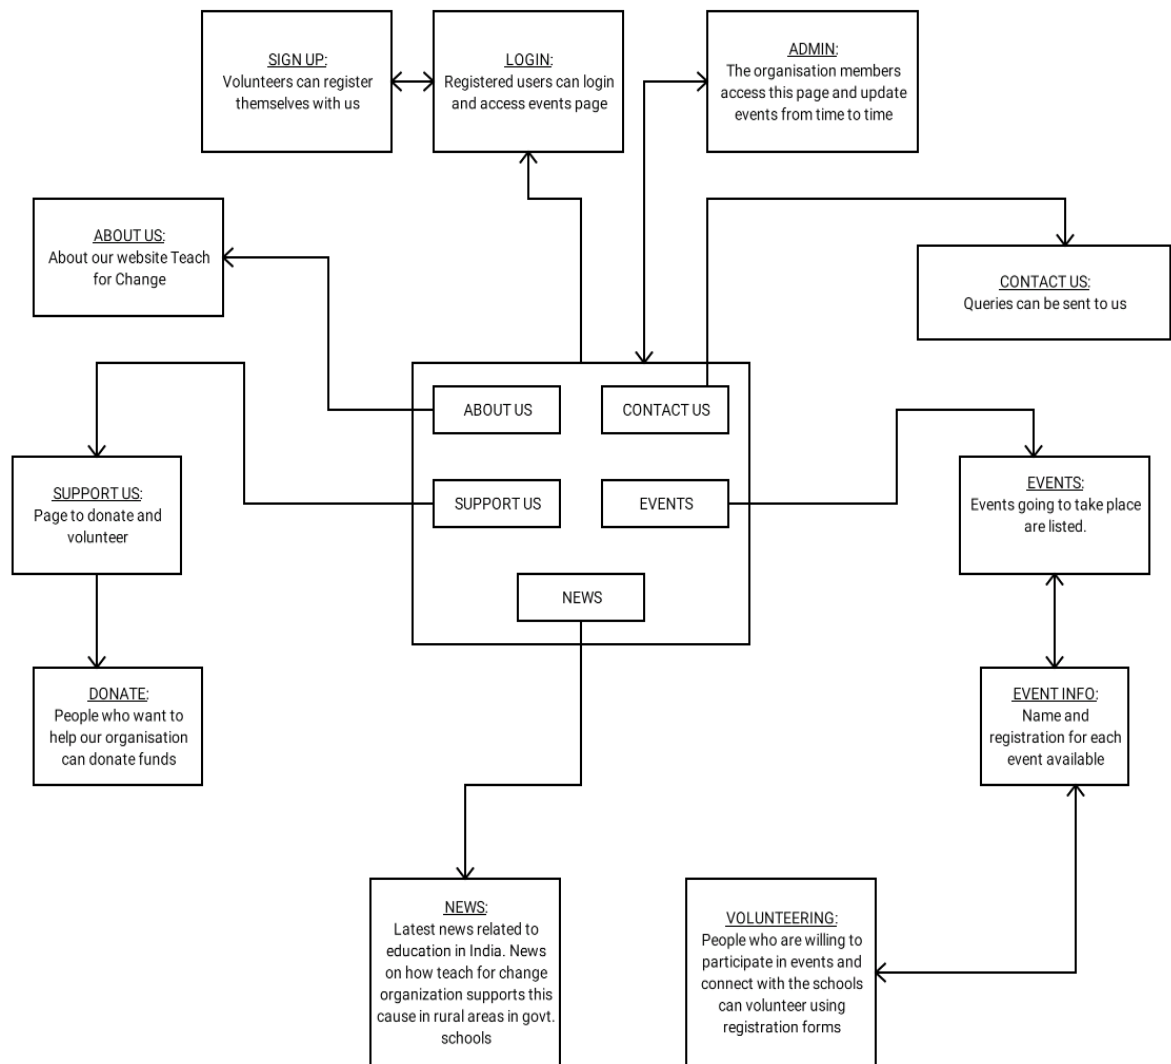 SIGN UP:
Volunteers can register
themselves with us
LOGIN:
Registered users can login
and access events page
ADMIN:
The organisation members
access this page and update
events from time to time
ABOUT US:
About our website Teach
for Change
CONTACT US:
Queries can be sent to us
ABOUT US
CONTACT US
SUPPORT US
EVENTS
NEWS
SUPPORT US:
Page to donate and
volunteer
EVENTS:
Events going to take place
are listed.
DONATE:
People who want to
help our organisation
can donate funds
EVENT INFO:
Name and
registration for each
event available
NEWS:
Latest news related to
education in India. News
on how teach for change
organization supports this
cause in rural areas in govt.
schools
VOLUNTEERING:
People who are willing to
participate in events and
connect with the schools
can volunteer using
registration forms